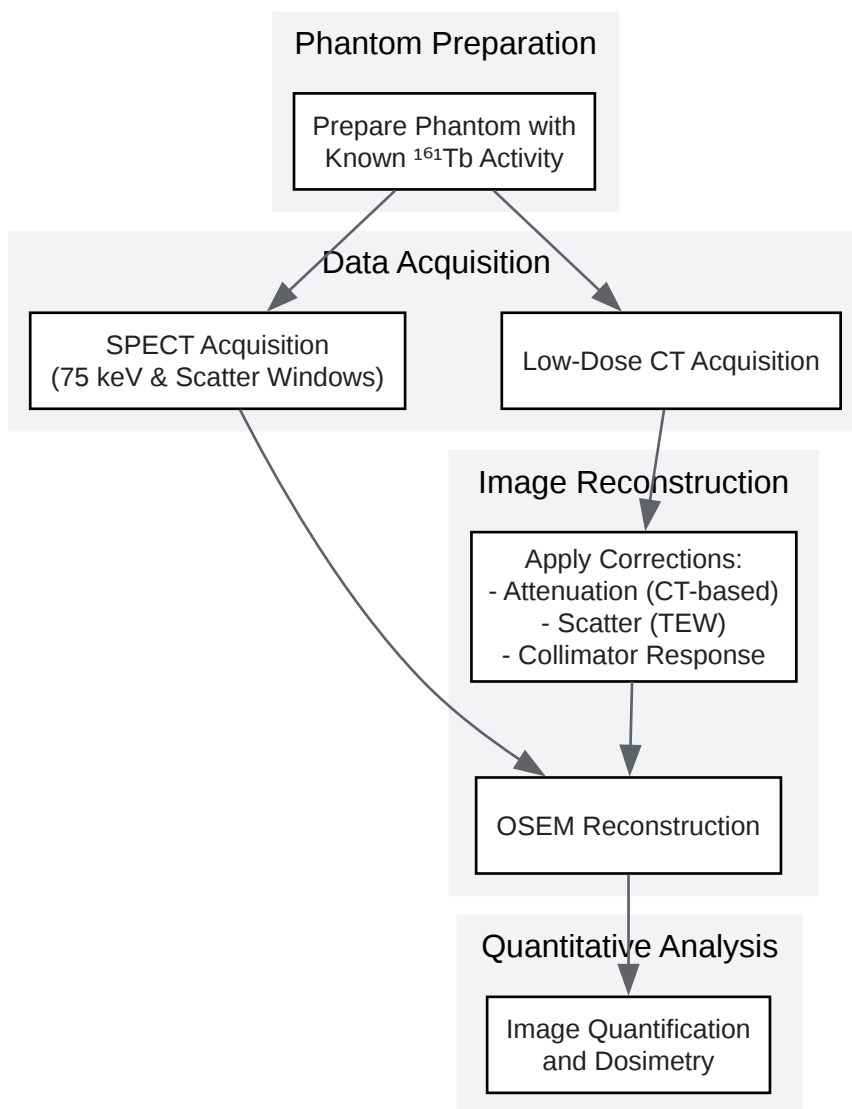 Phantom Preparation
Prepare Phantom with
Known ¹⁶¹Tb Activity
Data Acquisition
SPECT Acquisition
(75 keV & Scatter Windows)
Low-Dose CT Acquisition
Image Reconstruction
Apply Corrections:
- Attenuation (CT-based)
- Scatter (TEW)
- Collimator Response
OSEM Reconstruction
Quantitative Analysis
Image Quantification
and Dosimetry